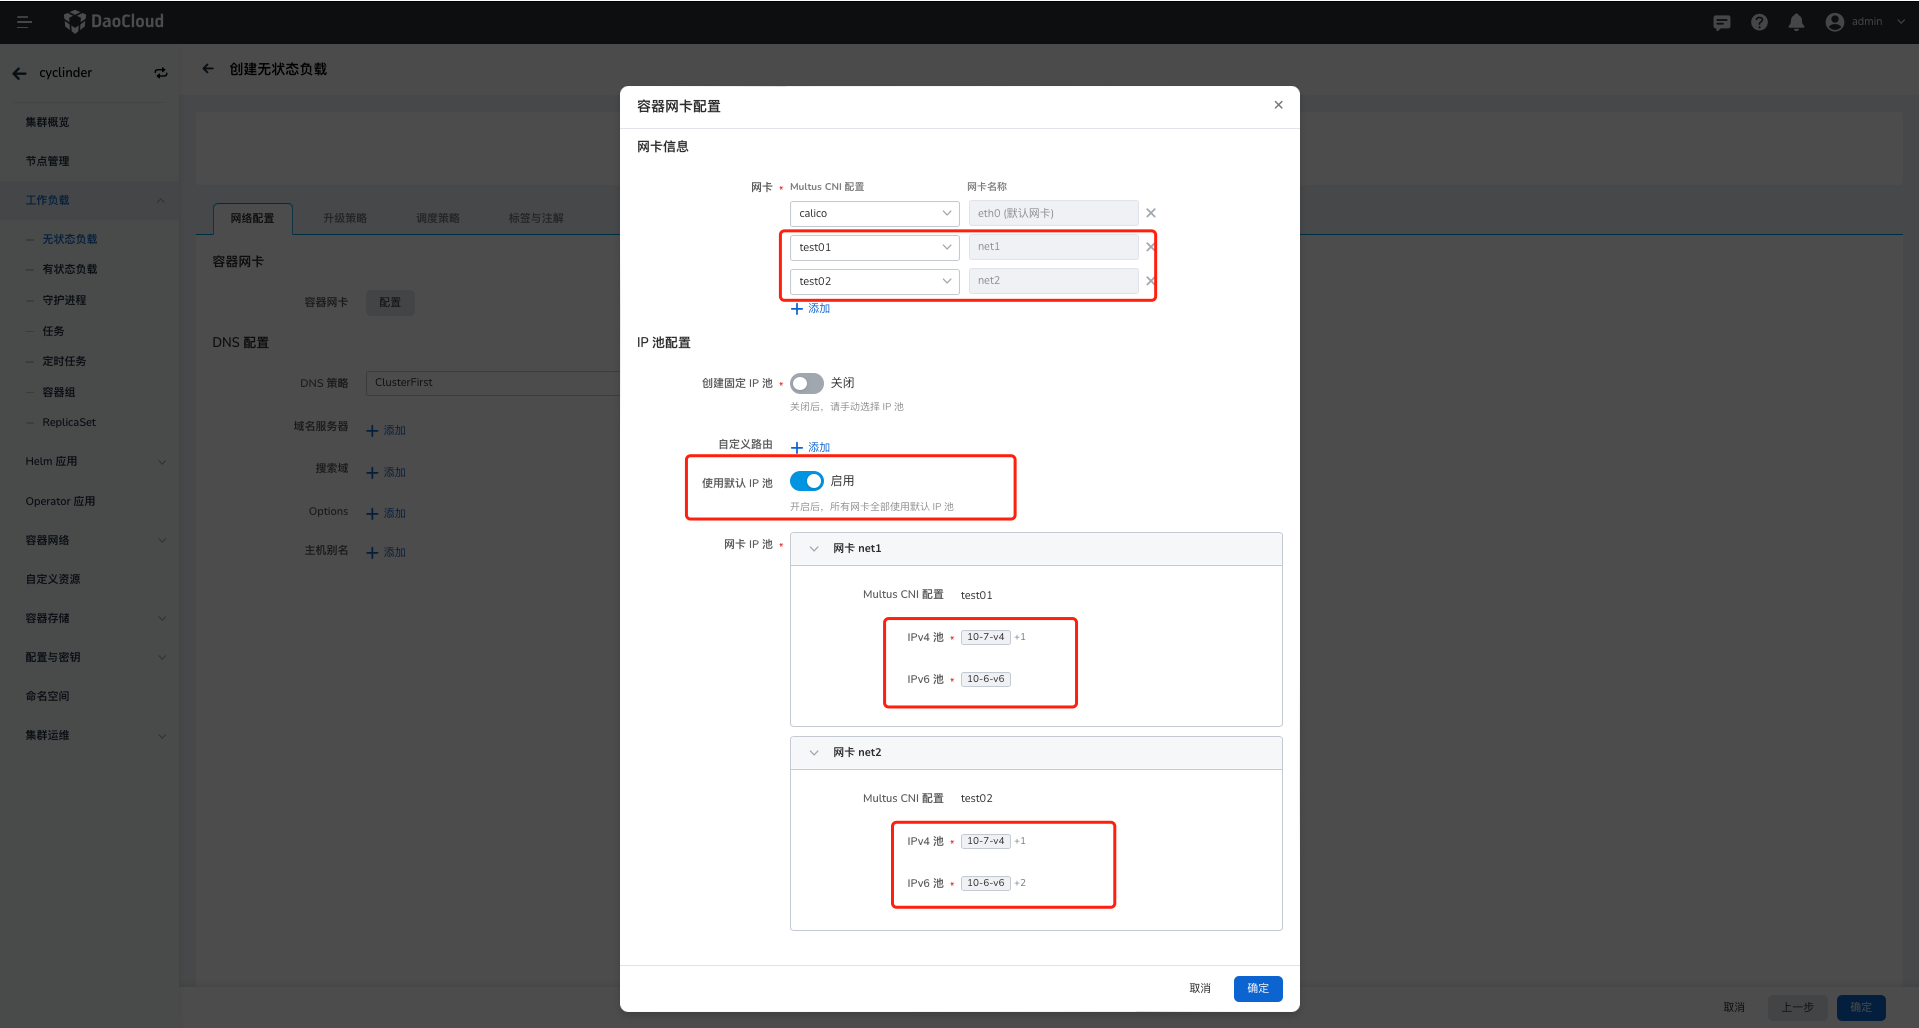 DaoCloud
admin
cyclinder
集群概览
节点管理
工作负载
无状态负载
有状态负载
守护进程
任务
定时任务
容器组
ReplicaSet
Helm 应用
Operator 应用
容器网络
自定义资源
容器存储
配置与密钥
命名空间
集群运维
创建无状态负载
网络配置
升级策略
调度策略
标签与注解
容器网卡
容器网卡 配置
DNS 配置
DNS 策略 ClusterFirst
域名服务器 添加
搜索域 添加
Options 添加
主机别名 添加
取消 上一步 确定
容器网卡配置
网卡信息
网卡 * Multus CNI 配置 网卡名称
calico eth0 (默认网卡)
test01 net1
test02 net2
添加
IP 池配置
创建固定 IP 池 * 关闭
关闭后，请手动选择 IP 池
自定义路由 添加
使用默认 IP 池 启用
开启后，所有网卡全部使用默认 IP 池
网卡 IP 池 * 网卡 net1
Multus CNI 配置 test01
IPv4 池 * 10-7-v4 +1
IPv6 池 * 10-6-v6
网卡 net2
Multus CNI 配置 test02
IPv4 池 * 10-7-v4 +1
IPv6 池 * 10-6-v6 +2
取消 确定